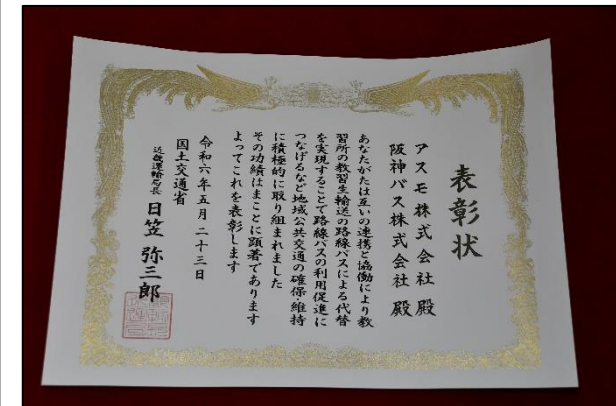 表彰状
アスモ株式会社殿
阪神バス株式会社 殿
あなたがたは互いの連携と協働により教
習所の教習生輸送の路線バスによる代替
を実現することで路線バスの利用促進に
つなげるなど地域公共交通の確保・維持
に積極的に取り組まれました
その功績はまことに顕著であります
よってこれを表彰します
令和六年五月二十三日
国土交通省
近畿運輸局長 日笠 弥三郎